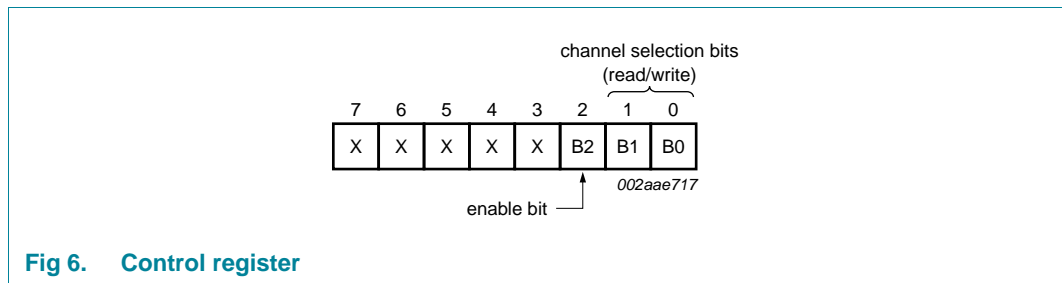 channel selection bits
(read/write)
7 6 5 4 3 2 1 0
X X X X X B2 B1 B0
002aae717
enable bit
Fig 6. Control register